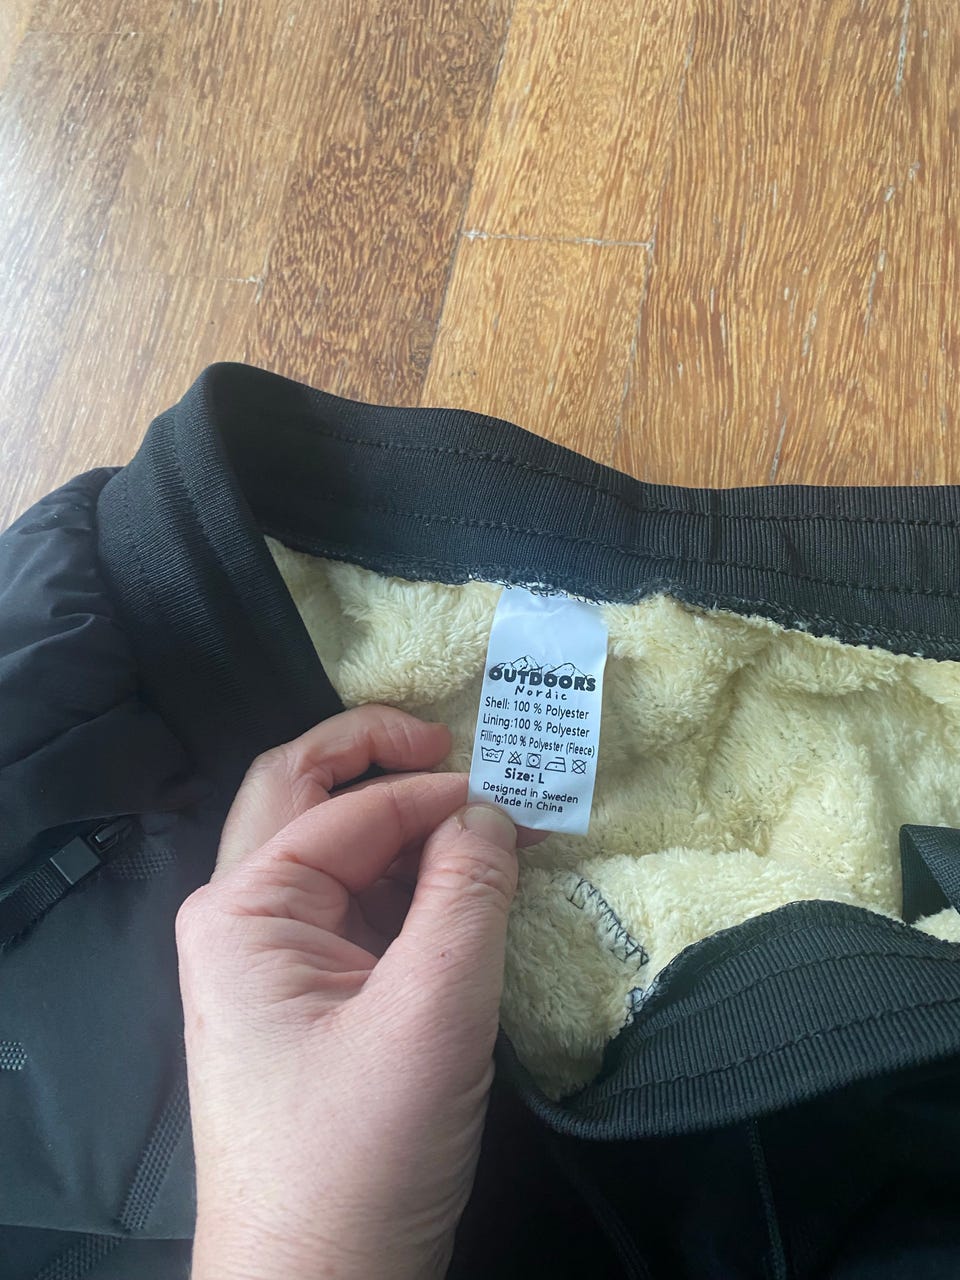 OUTDOORS
Nordic
Shell: 100 % Polyester
Lining:100 % Polyester
Filling:100 % Polyester (Fleece)
40°C
Size: L
Designed in Sweden
Made in China